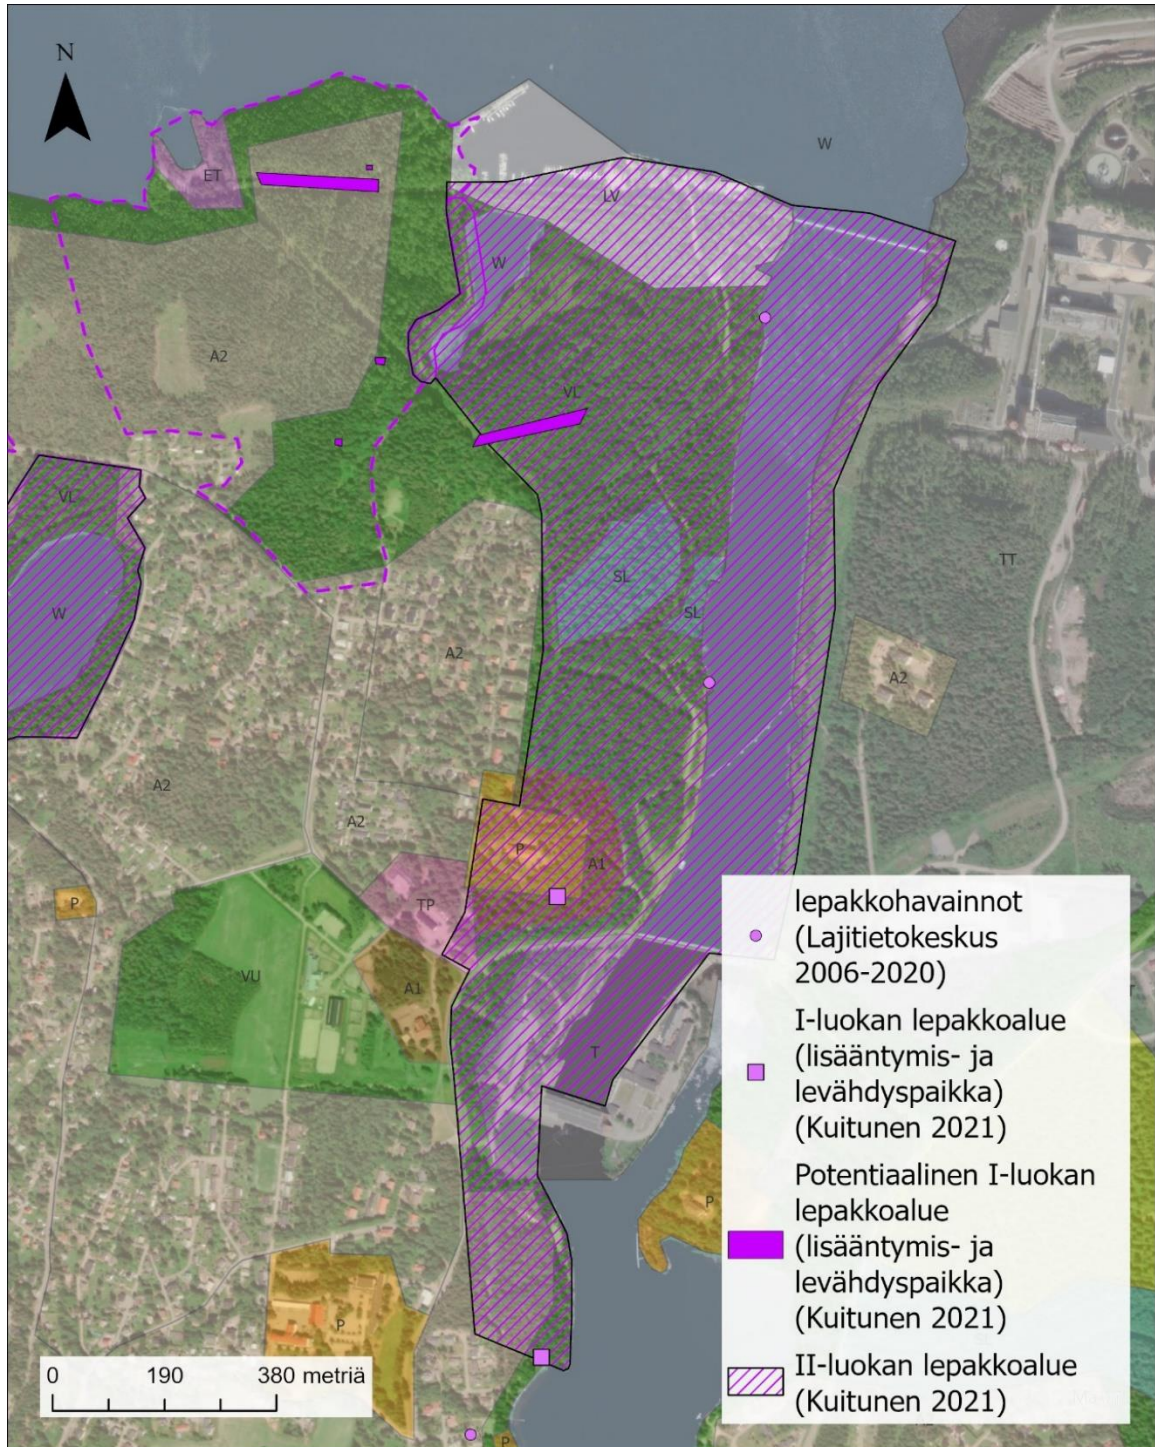 N
W
ET
LV
W
A2
VL
VL
SL
TT
W
SL
A2
A2
A2
A2
P
A1
P
TP
VU
A1
T
P
P
P
0 190 380 metriä
lepakkohavainnot
(Lajitietokeskus
2006-2020)
I-luokan lepakkoalue
(lisääntymis- ja
levähdyspaikka)
(Kuitunen 2021)
Potentiaalinen I-luokan
lepakkoalue
(lisääntymis- ja
levähdyspaikka)
(Kuitunen 2021)
II-luokan lepakkoalue
(Kuitunen 2021)